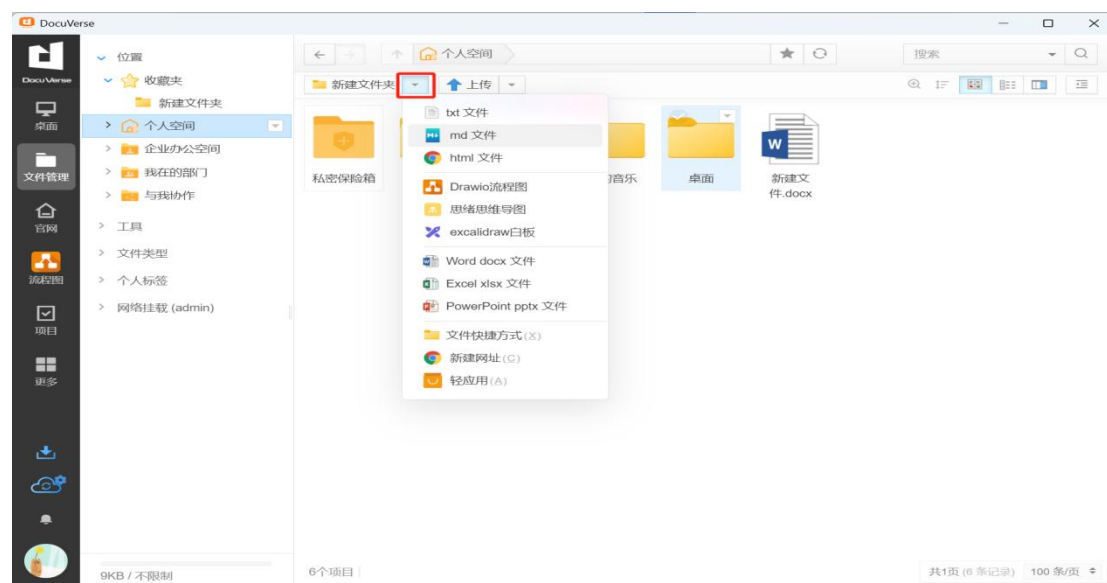 DocuVerse
DocuVerse
桌面
文件管理
官网
流程图
项目
更多
位置
收藏夹
新建文件夹
个人空间
企业办公空间
我在的部门
与我协作
工具
文件类型
个人标签
网络挂载 (admin)
9KB / 不限制
个人空间
搜索
新建文件夹
上传
txt 文件
md 文件
html 文件
Drawio流程图
思绪思维导图
excalidraw白板
Word docx 文件
Excel xlsx 文件
PowerPoint pptx 文件
文件快捷方式(X)
新建网址(C)
轻应用(A)
私密保险箱
音乐
桌面
新建文
件.docx
6个项目
共1页 (6 条记录) 100 条/页